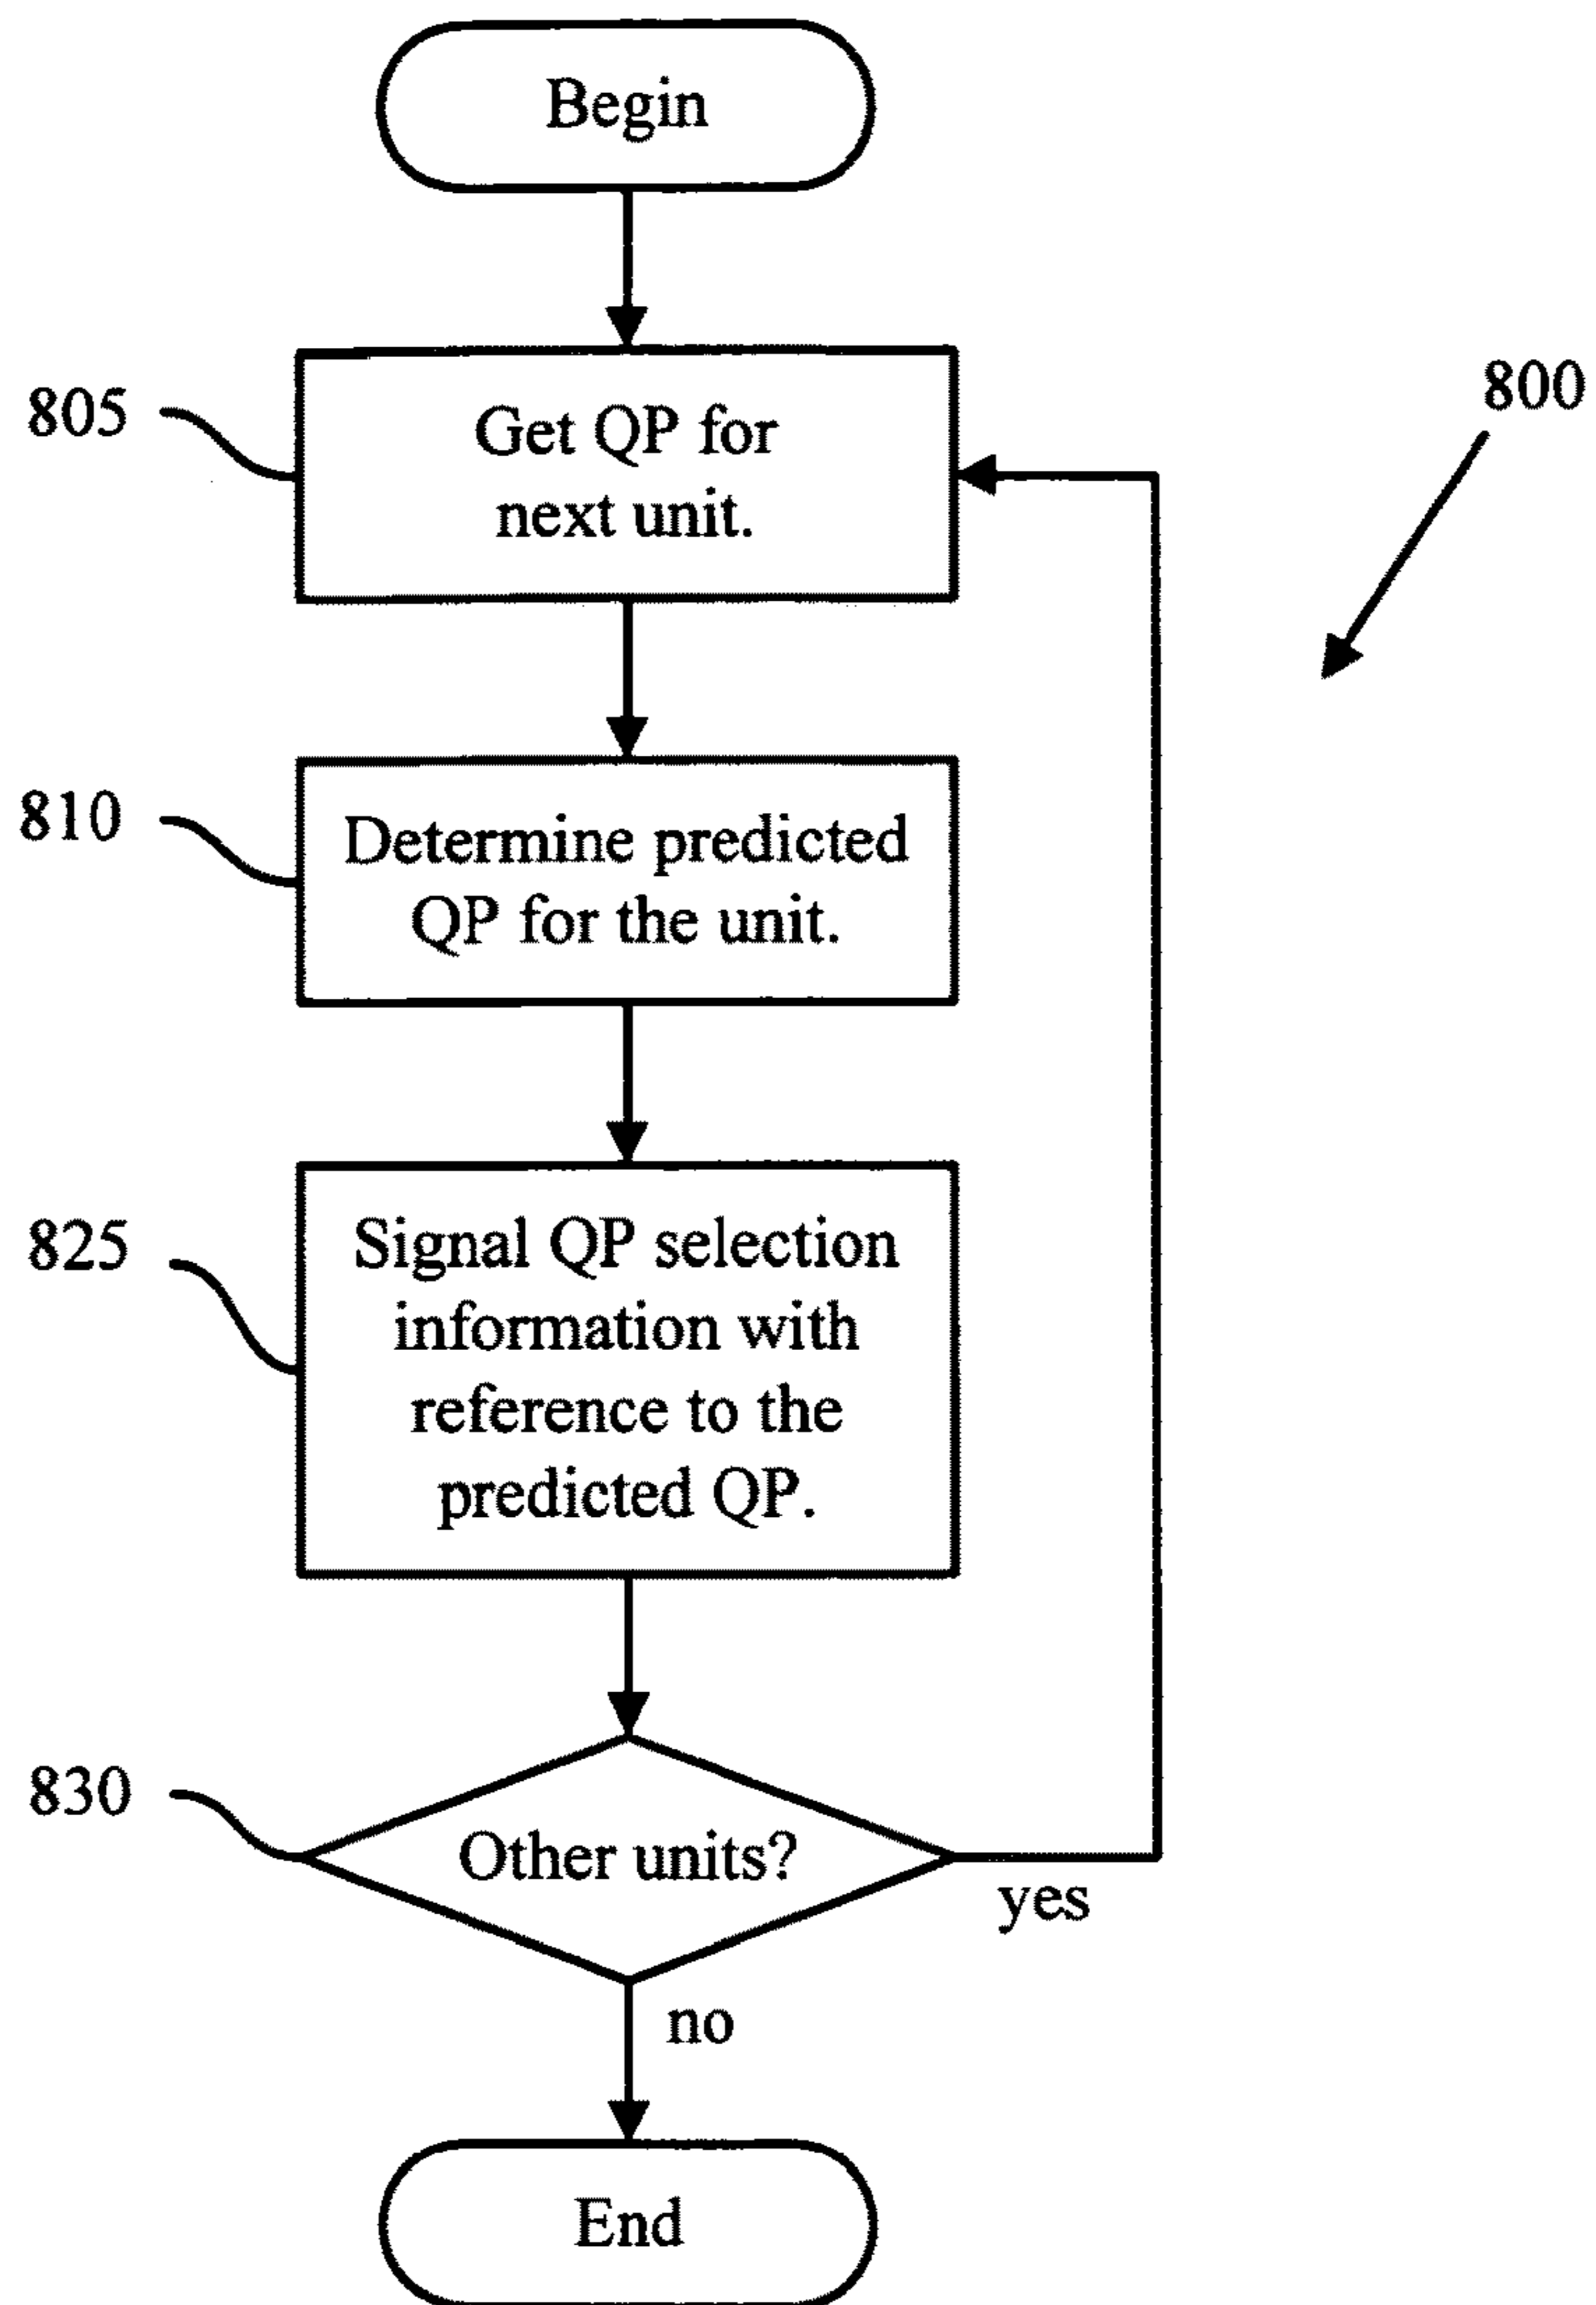 Begin
805
Get QP for
next unit.
800
810
Determine predicted
QP for the unit.
825
Signal QP selection
information with
reference to the
predicted QP.
830
Other units?
yes
no
End